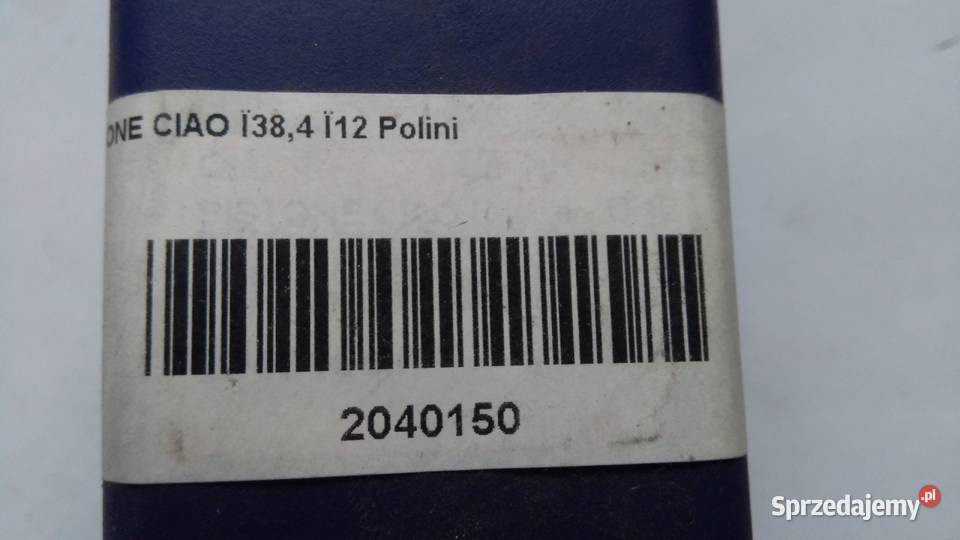 ONE CIAO Ï38,4 Ï12 Polini
2040150
Sprzedajemy.pl